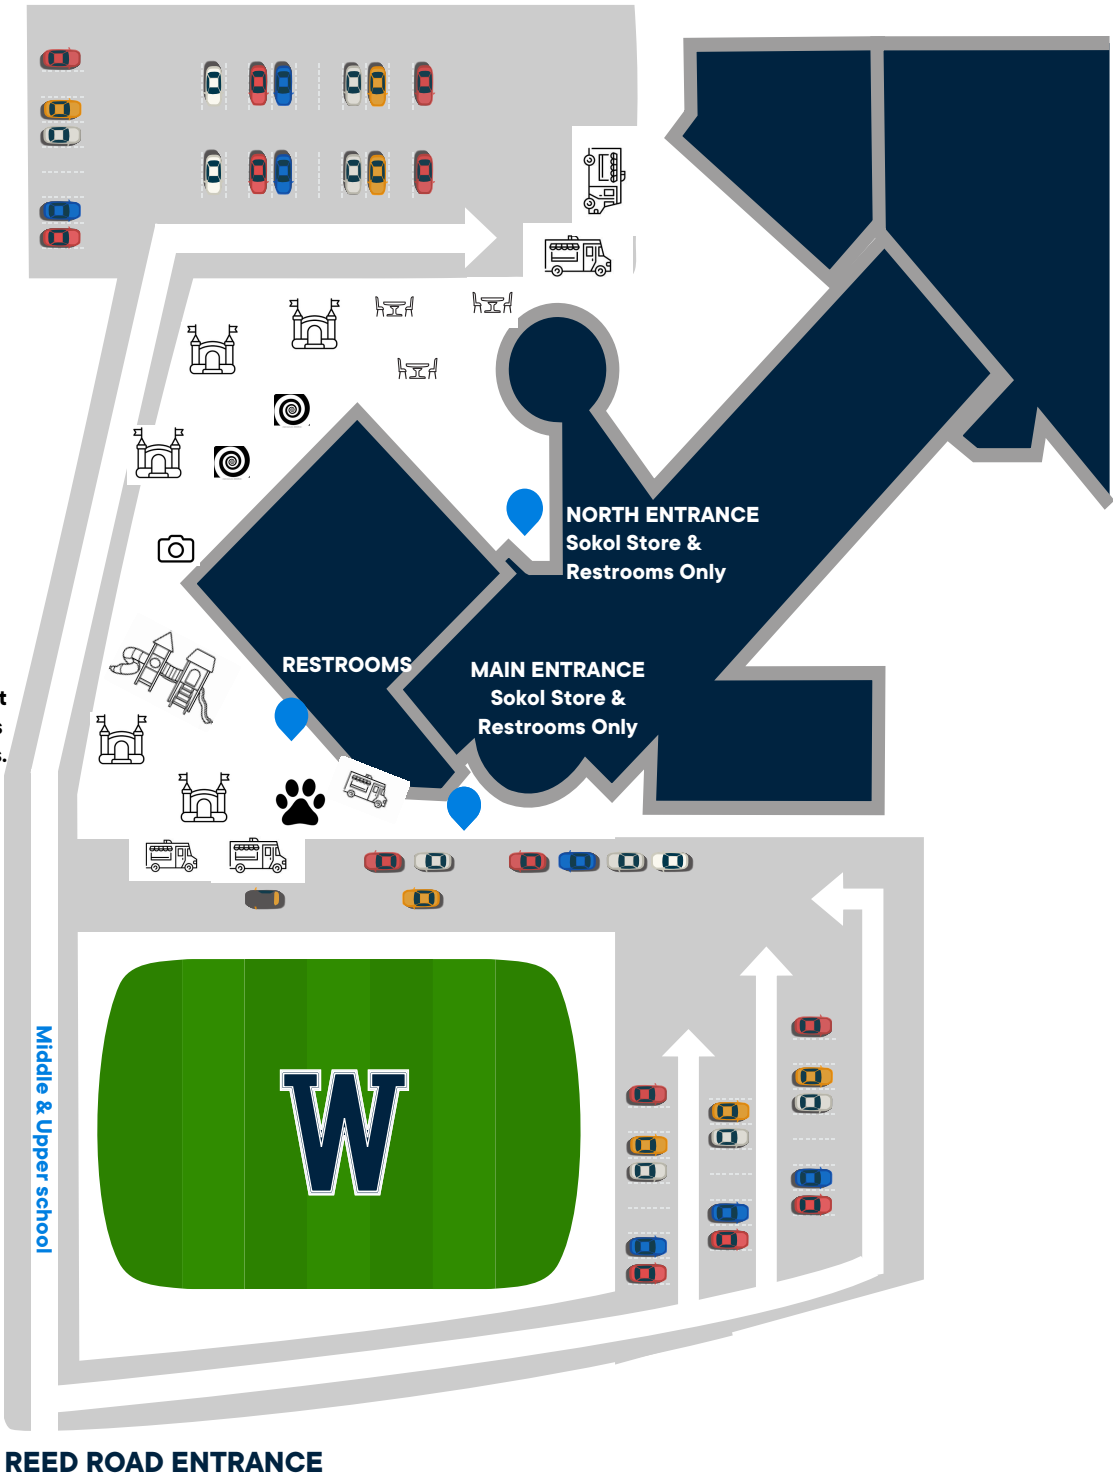 NORTH ENTRANCE
Sokol Store &
Restrooms Only
RESTROOMS
MAIN ENTRANCE
Sokol Store &
Restrooms Only
Middle & Upper school
W
REED ROAD ENTRANCE